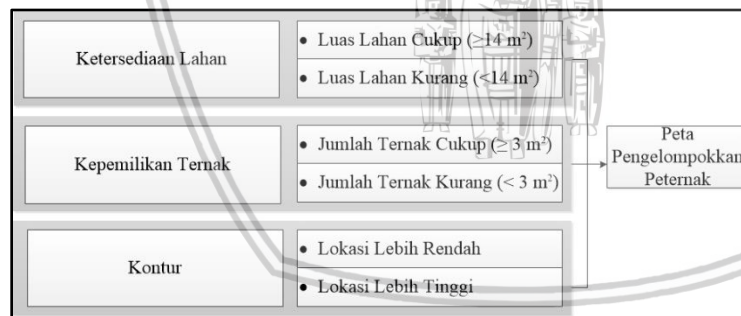 Ketersediaan Lahan
• Luas Lahan Cukup (≥14 m²)
• Luas Lahan Kurang (<14 m²)
Kepemilikan Ternak
• Jumlah Ternak Cukup (≥ 3 m²)
• Jumlah Ternak Kurang (< 3 m²)
Kontur
• Lokasi Lebih Rendah
• Lokasi Lebih Tinggi
Peta
Pengelompokkan
Peternak